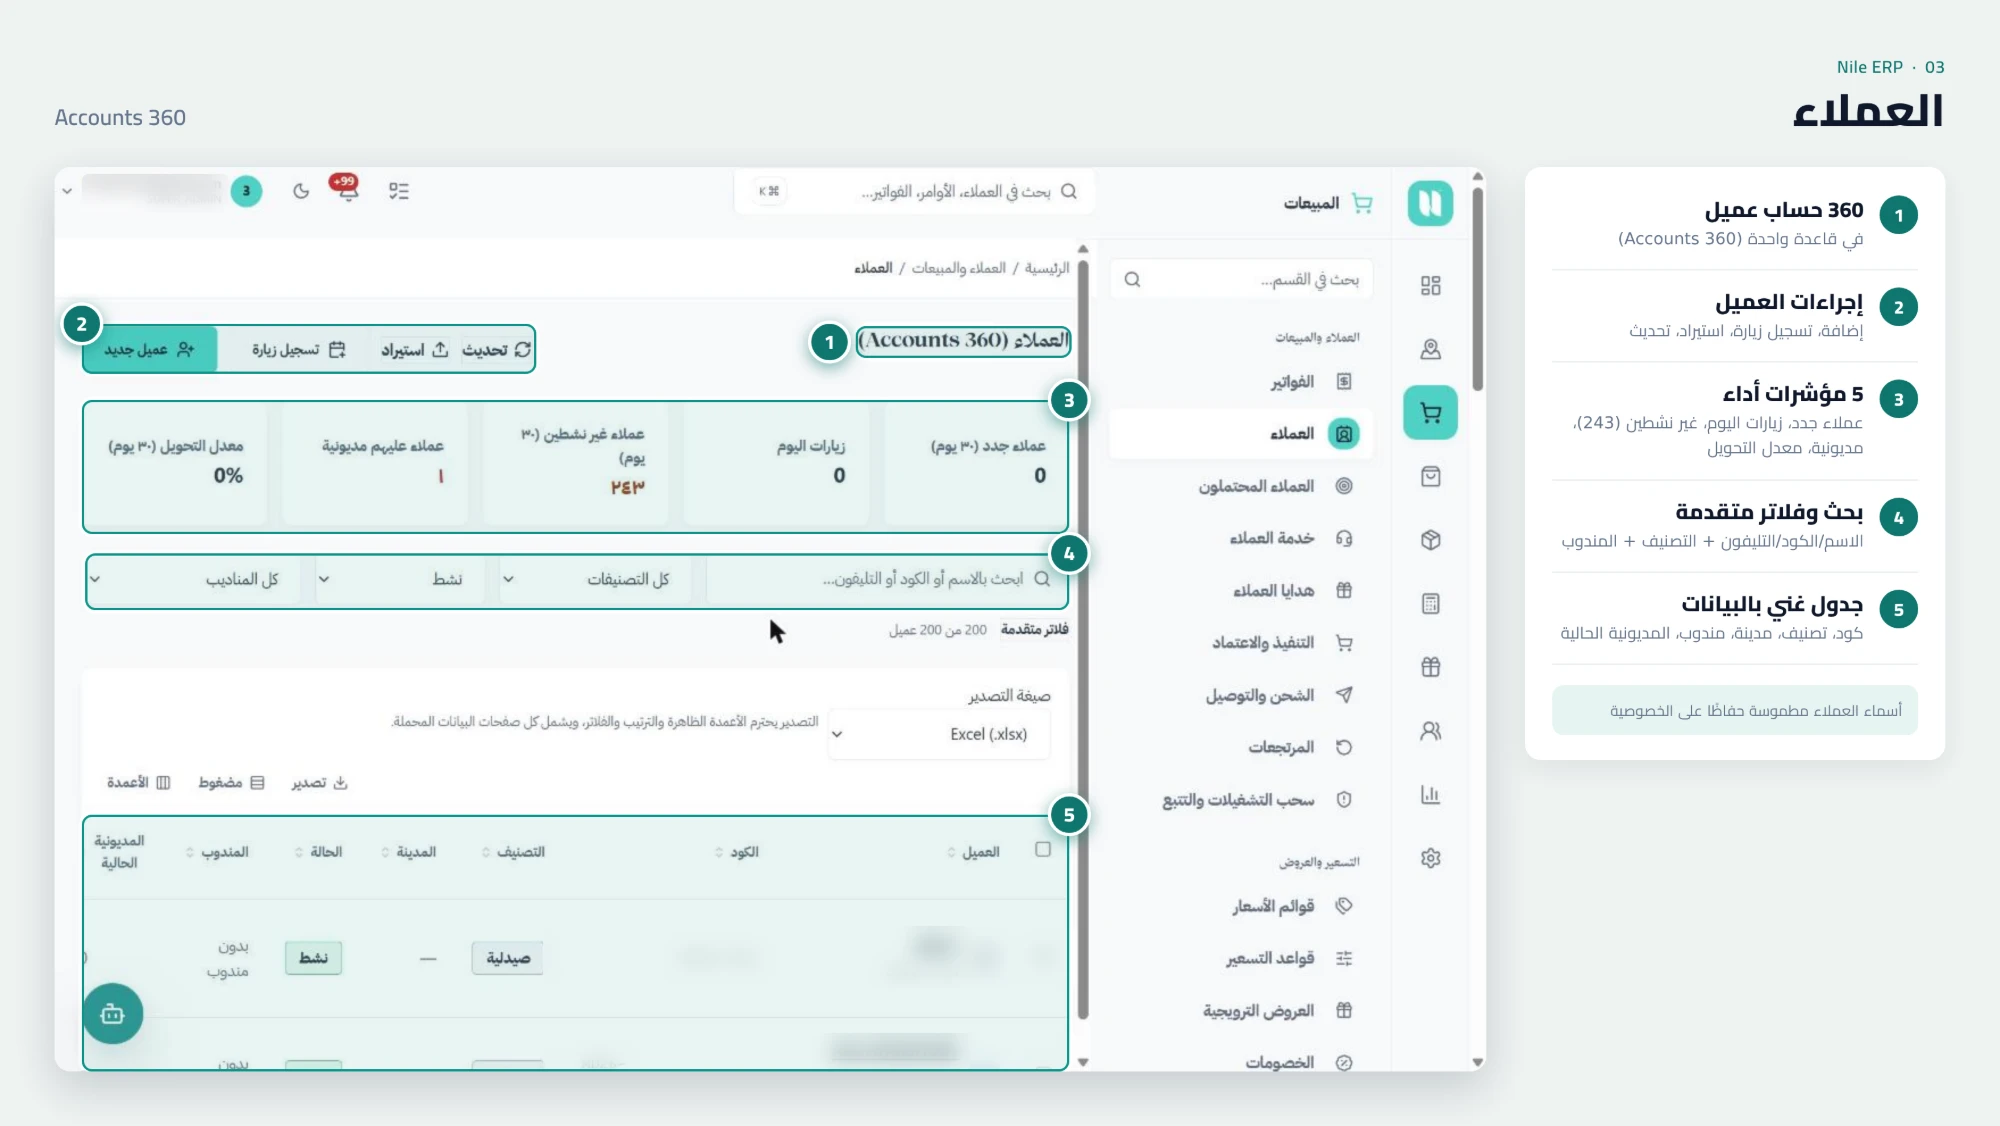 Nile ERP · 03
العملاء
Accounts 360
1
360 حساب عميل
في قاعدة واحدة (Accounts 360)
2
إجراءات العميل
إضافة، تسجيل زيارة، استيراد، تحديث
3
5 مؤشرات أداء
عملاء جدد، زيارات اليوم، غير نشطين (243)،
مديونية، معدل التحويل
4
بحث وفلاتر متقدمة
الاسم/الكود/التليفون + التصنيف + المندوب
5
جدول غني بالبيانات
كود، تصنيف، مدينة، مندوب، المديونية الحالية
أسماء العملاء مطموسة حفاظًا على الخصوصية
المبيعات
بحث في القسم...
العملاء والمبيعات
الفواتير
العملاء
العملاء المحتملون
خدمة العملاء
هدايا العملاء
التنفيذ والاعتماد
الشحن والتوصيل
المرتجعات
سحب التشغيلات والتتبع
التسعير والعروض
قوائم الأسعار
قواعد التسعير
العروض الترويجية
الخصومات
بحث في العملاء، الأوامر، الفواتير...
⌘ K
+99
3
الرئيسية / العملاء والمبيعات / العملاء
العملاء (Accounts 360)
1
تحديث
استيراد
تسجيل زيارة
عميل جديد
2
3
عملاء جدد (٣٠ يوم)
0
زيارات اليوم
0
عملاء غير نشطين (٣٠
يوم)
٢٤٣
عملاء عليهم مديونية
١
معدل التحويل (٣٠ يوم)
0%
4
ابحث بالاسم أو الكود أو التليفون...
كل التصنيفات
نشط
كل المناديب
فلاتر متقدمة
200 من 200 عميل
صيغة التصدير
Excel (.xlsx)
التصدير يحترم الأعمدة الظاهرة والترتيب والفلاتر، ويشمل كل صفحات البيانات المحملة.
تصدير
مضغوط
الأعمدة
5
العميل
الكود
التصنيف
المدينة
الحالة
المندوب
المديونية
الحالية
صيدلية
—
نشط
بدون
مندوب
بدون